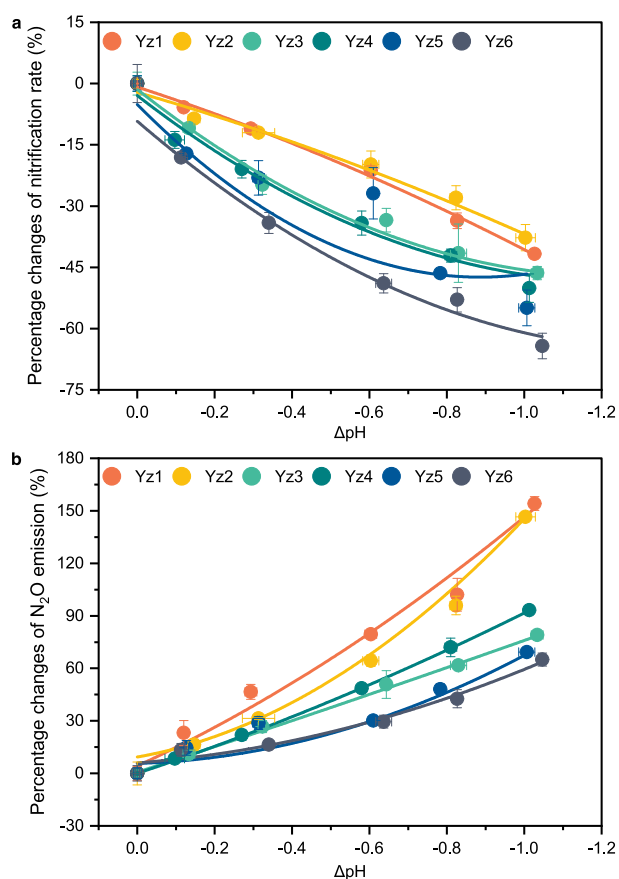 a
Percentage changes of nitrification rate (%)
15
0
-15
-30
-45
-60
-75
Yz1 Yz2 Yz3 Yz4 Yz5 Yz6
0.0 -0.2 -0.4 -0.6 -0.8 -1.0 -1.2
ΔpH
b
Percentage changes of N₂O emission (%)
180
150
120
90
60
30
0
-30
Yz1 Yz2 Yz3 Yz4 Yz5 Yz6
0.0 -0.2 -0.4 -0.6 -0.8 -1.0 -1.2
ΔpH